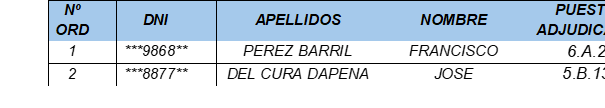 Nº ORD DNI APELLIDOS NOMBRE PUEST ADJUDICA
1 ***9868** PEREZ BARRIL FRANCISCO 6.A.2
2 ***8877** DEL CURA DAPENA JOSE 5.B.13